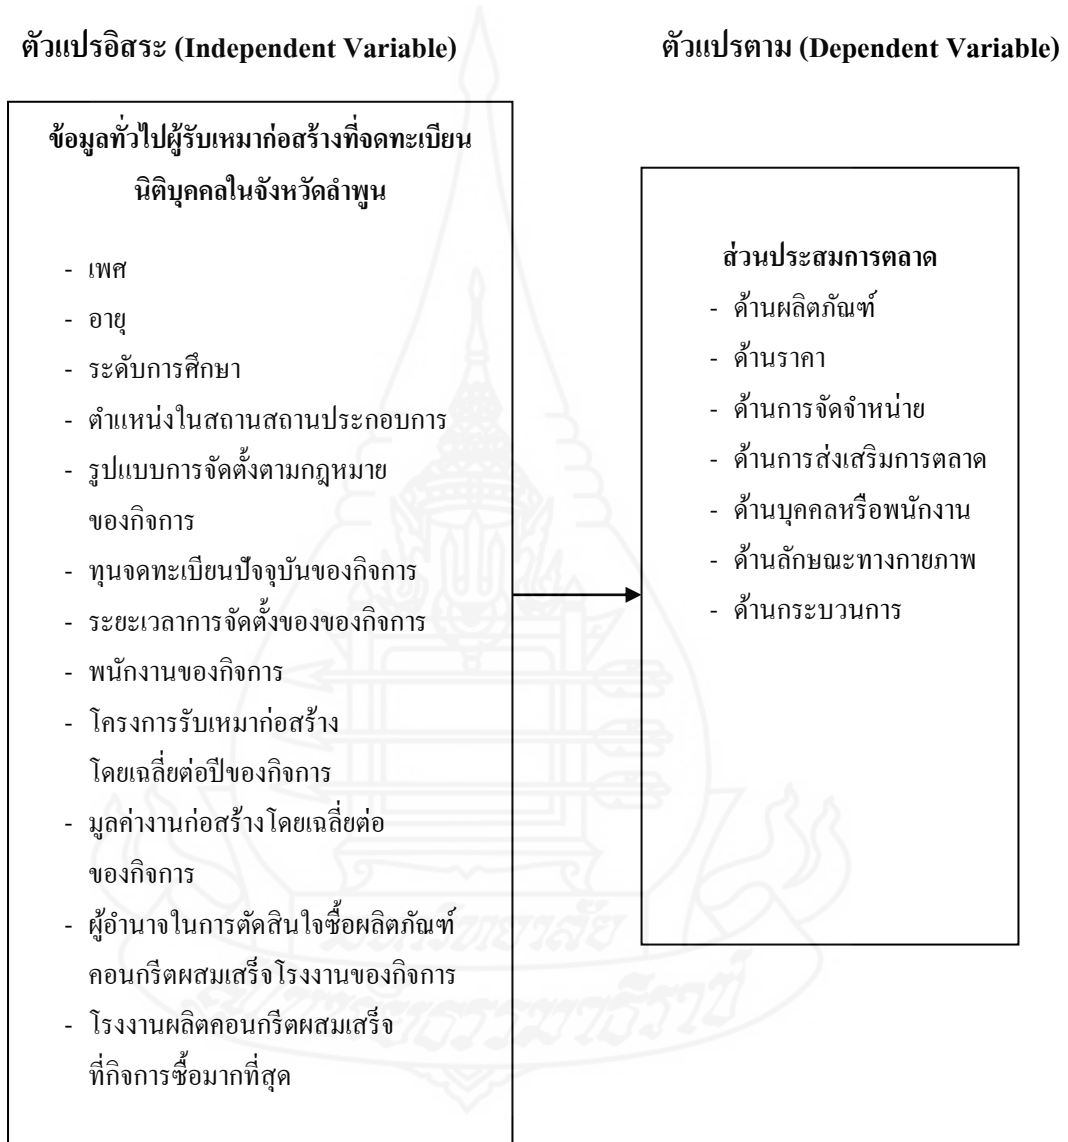 ตัวแปรอิสระ (Independent Variable)
ตัวแปรตาม (Dependent Variable)
ข้อมูลทั่วไปผู้รับเหมาก่อสร้างที่จดทะเบียน
นิติบุคคลในจังหวัดลำพูน
- เพศ
- อายุ
- ระดับการศึกษา
- ตำแหน่งในสถานสถานประกอบการ
- รูปแบบการจัดตั้งตามกฎหมาย
ของกิจการ
- ทุนจดทะเบียนปัจจุบันของกิจการ
- ระยะเวลาการจัดตั้งของของกิจการ
- พนักงานของกิจการ
- โครงการรับเหมาก่อสร้าง
โดยเฉลี่ยต่อปีของกิจการ
- มูลค่างานก่อสร้างโดยเฉลี่ยต่อ
ของกิจการ
- ผู้อำนาจในการตัดสินใจซื้อผลิตภัณฑ์
คอนกรีตผสมเสร็จโรงงานของกิจการ
- โรงงานผลิตคอนกรีตผสมเสร็จ
ที่กิจการซื้อมากที่สุด
ส่วนประสมการตลาด
- ด้านผลิตภัณฑ์
- ด้านราคา
- ด้านการจัดจำหน่าย
- ด้านการส่งเสริมการตลาด
- ด้านบุคคลหรือพนักงาน
- ด้านลักษณะทางกายภาพ
- ด้านกระบวนการ
มหาวิทยาลัย
สุโขทัยธรรมาธิราช